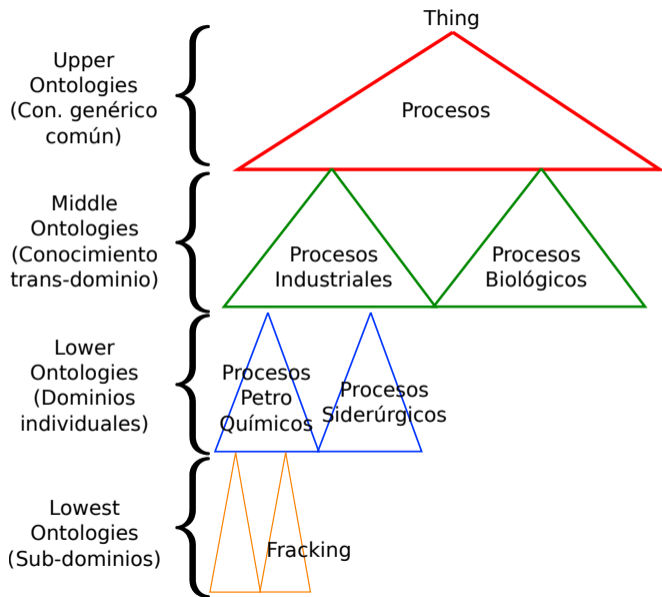 Thing
Upper
Ontologies
(Con. genérico
común)
Procesos
Middle
Ontologies
(Conocimiento
trans-dominio)
Procesos
Industriales
Procesos
Biológicos
Lower
Ontologies
(Dominios
individuales)
Procesos
Petro
Químicos
Procesos
Siderúrgicos
Lowest
Ontologies
(Sub-dominios)
Fracking